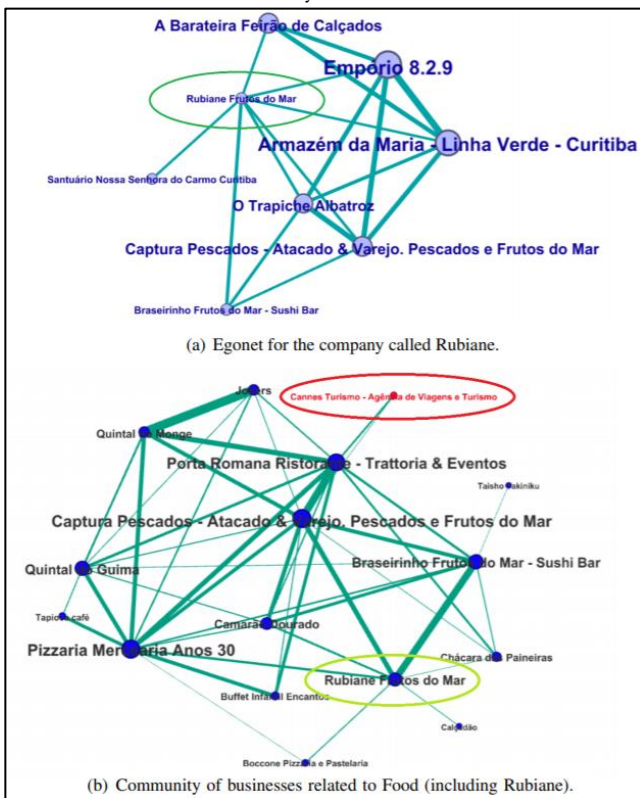 A Barateira Feirão de Calçados
Empório 8.2.9
Rubiane Frutos do Mar
Armazém da Maria - Linha Verde - Curitiba
Santuário Nossa Senhora do Carmo Curitiba
O Trapiche Albatroz
Captura Pescados - Atacado & Varejo. Pescados e Frutos do Mar
Braseirinho Frutos do Mar - Sushi Bar
(a) Egonet for the company called Rubiane.
Cannes Turismo - Agência de Viagens e Turismo
Quintal do Monge
Porta Romana Ristorante - Trattoria & Eventos
Taisho
Captura Pescados - Atacado & Varejo. Pescados e Frutos do Mar
Braseirinho Frutos do Mar - Sushi Bar
Quintal do Guima
Tapioca café
Camarão Dourado
Pizzaria Mercearia Anos 30
Chácara das Paineiras
Rubiane Frutos do Mar
Buffet Infantil Encantos
Calçadão
Boccone Pizzaria e Pastelaria
(b) Community of businesses related to Food (including Rubiane).